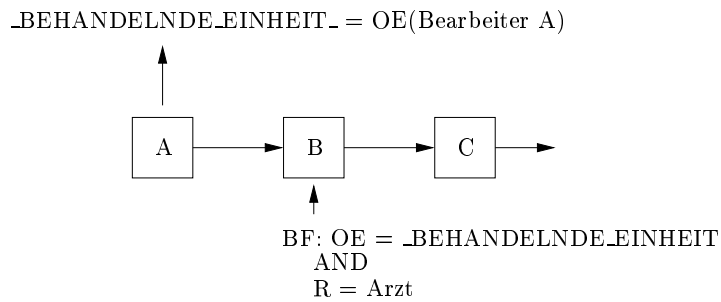 _BEHANDELNDE_EINHEIT_ = OE(Bearbeiter A)
A
B
C
BF: OE = _BEHANDELNDE_EINHEIT
AND
R = Arzt